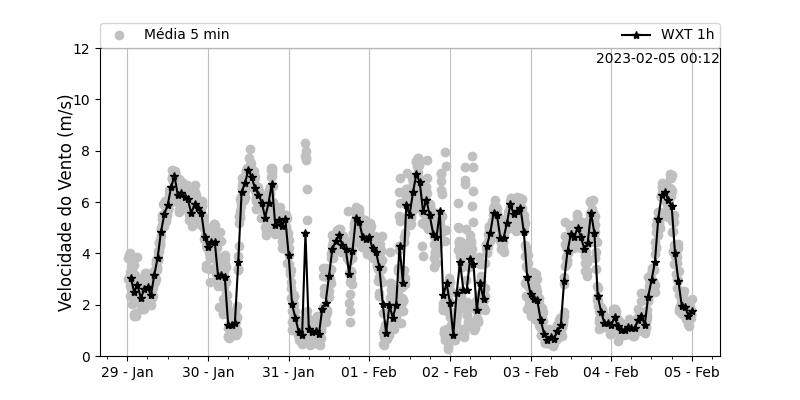 Média 5 min
WXT 1h
2023-02-05 00:12
Velocidade do Vento (m/s)
12
10
8
6
4
2
0
29 - Jan
30 - Jan
31 - Jan
01 - Feb
02 - Feb
03 - Feb
04 - Feb
05 - Feb